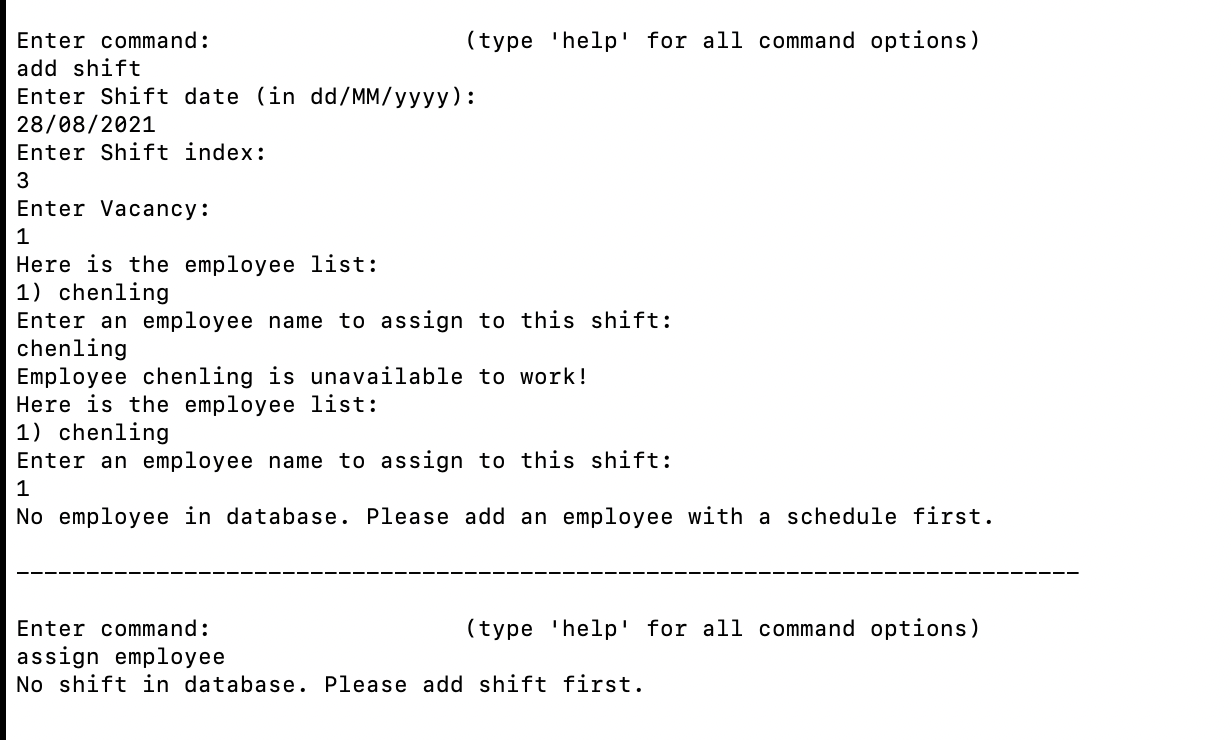 Enter command:                  (type 'help' for all command options)
add shift
Enter Shift date (in dd/MM/yyyy):
28/08/2021
Enter Shift index:
3
Enter Vacancy:
1
Here is the employee list:
1) chenling
Enter an employee name to assign to this shift:
chenling
Employee chenling is unavailable to work!
Here is the employee list:
1) chenling
Enter an employee name to assign to this shift:
1
No employee in database. Please add an employee with a schedule first.
____________________________________________________________________________
Enter command:                  (type 'help' for all command options)
assign employee
No shift in database. Please add shift first.